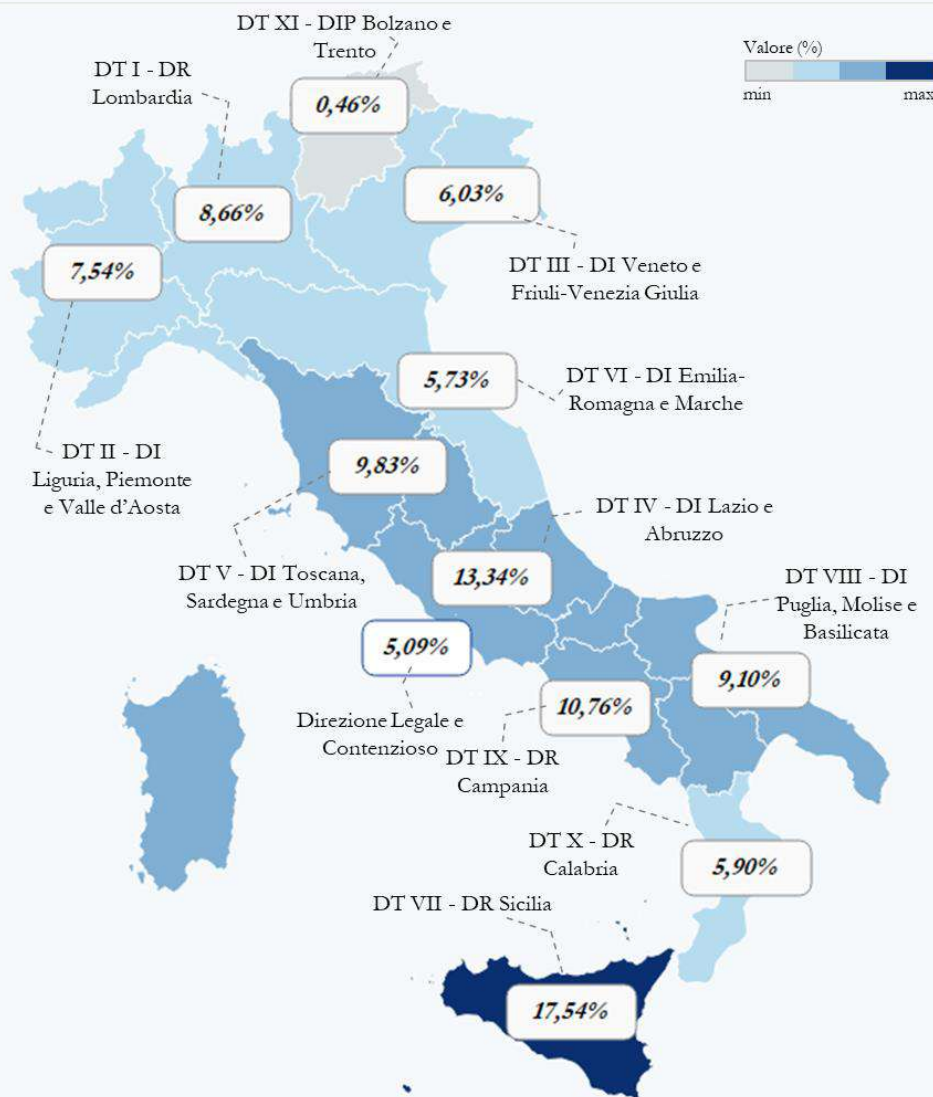 DT XI - DIP Bolzano e
Trento
Valore (%)
min
max
DT I - DR
Lombardia
0,46%
8,66%
6,03%
7,54%
DT III - DI Veneto e
Friuli-Venezia Giulia
5,73%
DT VI - DI Emilia-
Romagna e Marche
DT II - DI
Liguria, Piemonte
e Valle d'Aosta
9,83%
DT IV - DI Lazio e
Abruzzo
DT V - DI Toscana,
Sardegna e Umbria
13,34%
DT VIII - DI
Puglia, Molise e
Basilicata
5,09%
Direzione Legale e
Contenzioso
9,10%
10,76%
DT IX - DR
Campania
DT X - DR
Calabria
5,90%
DT VII - DR Sicilia
17,54%